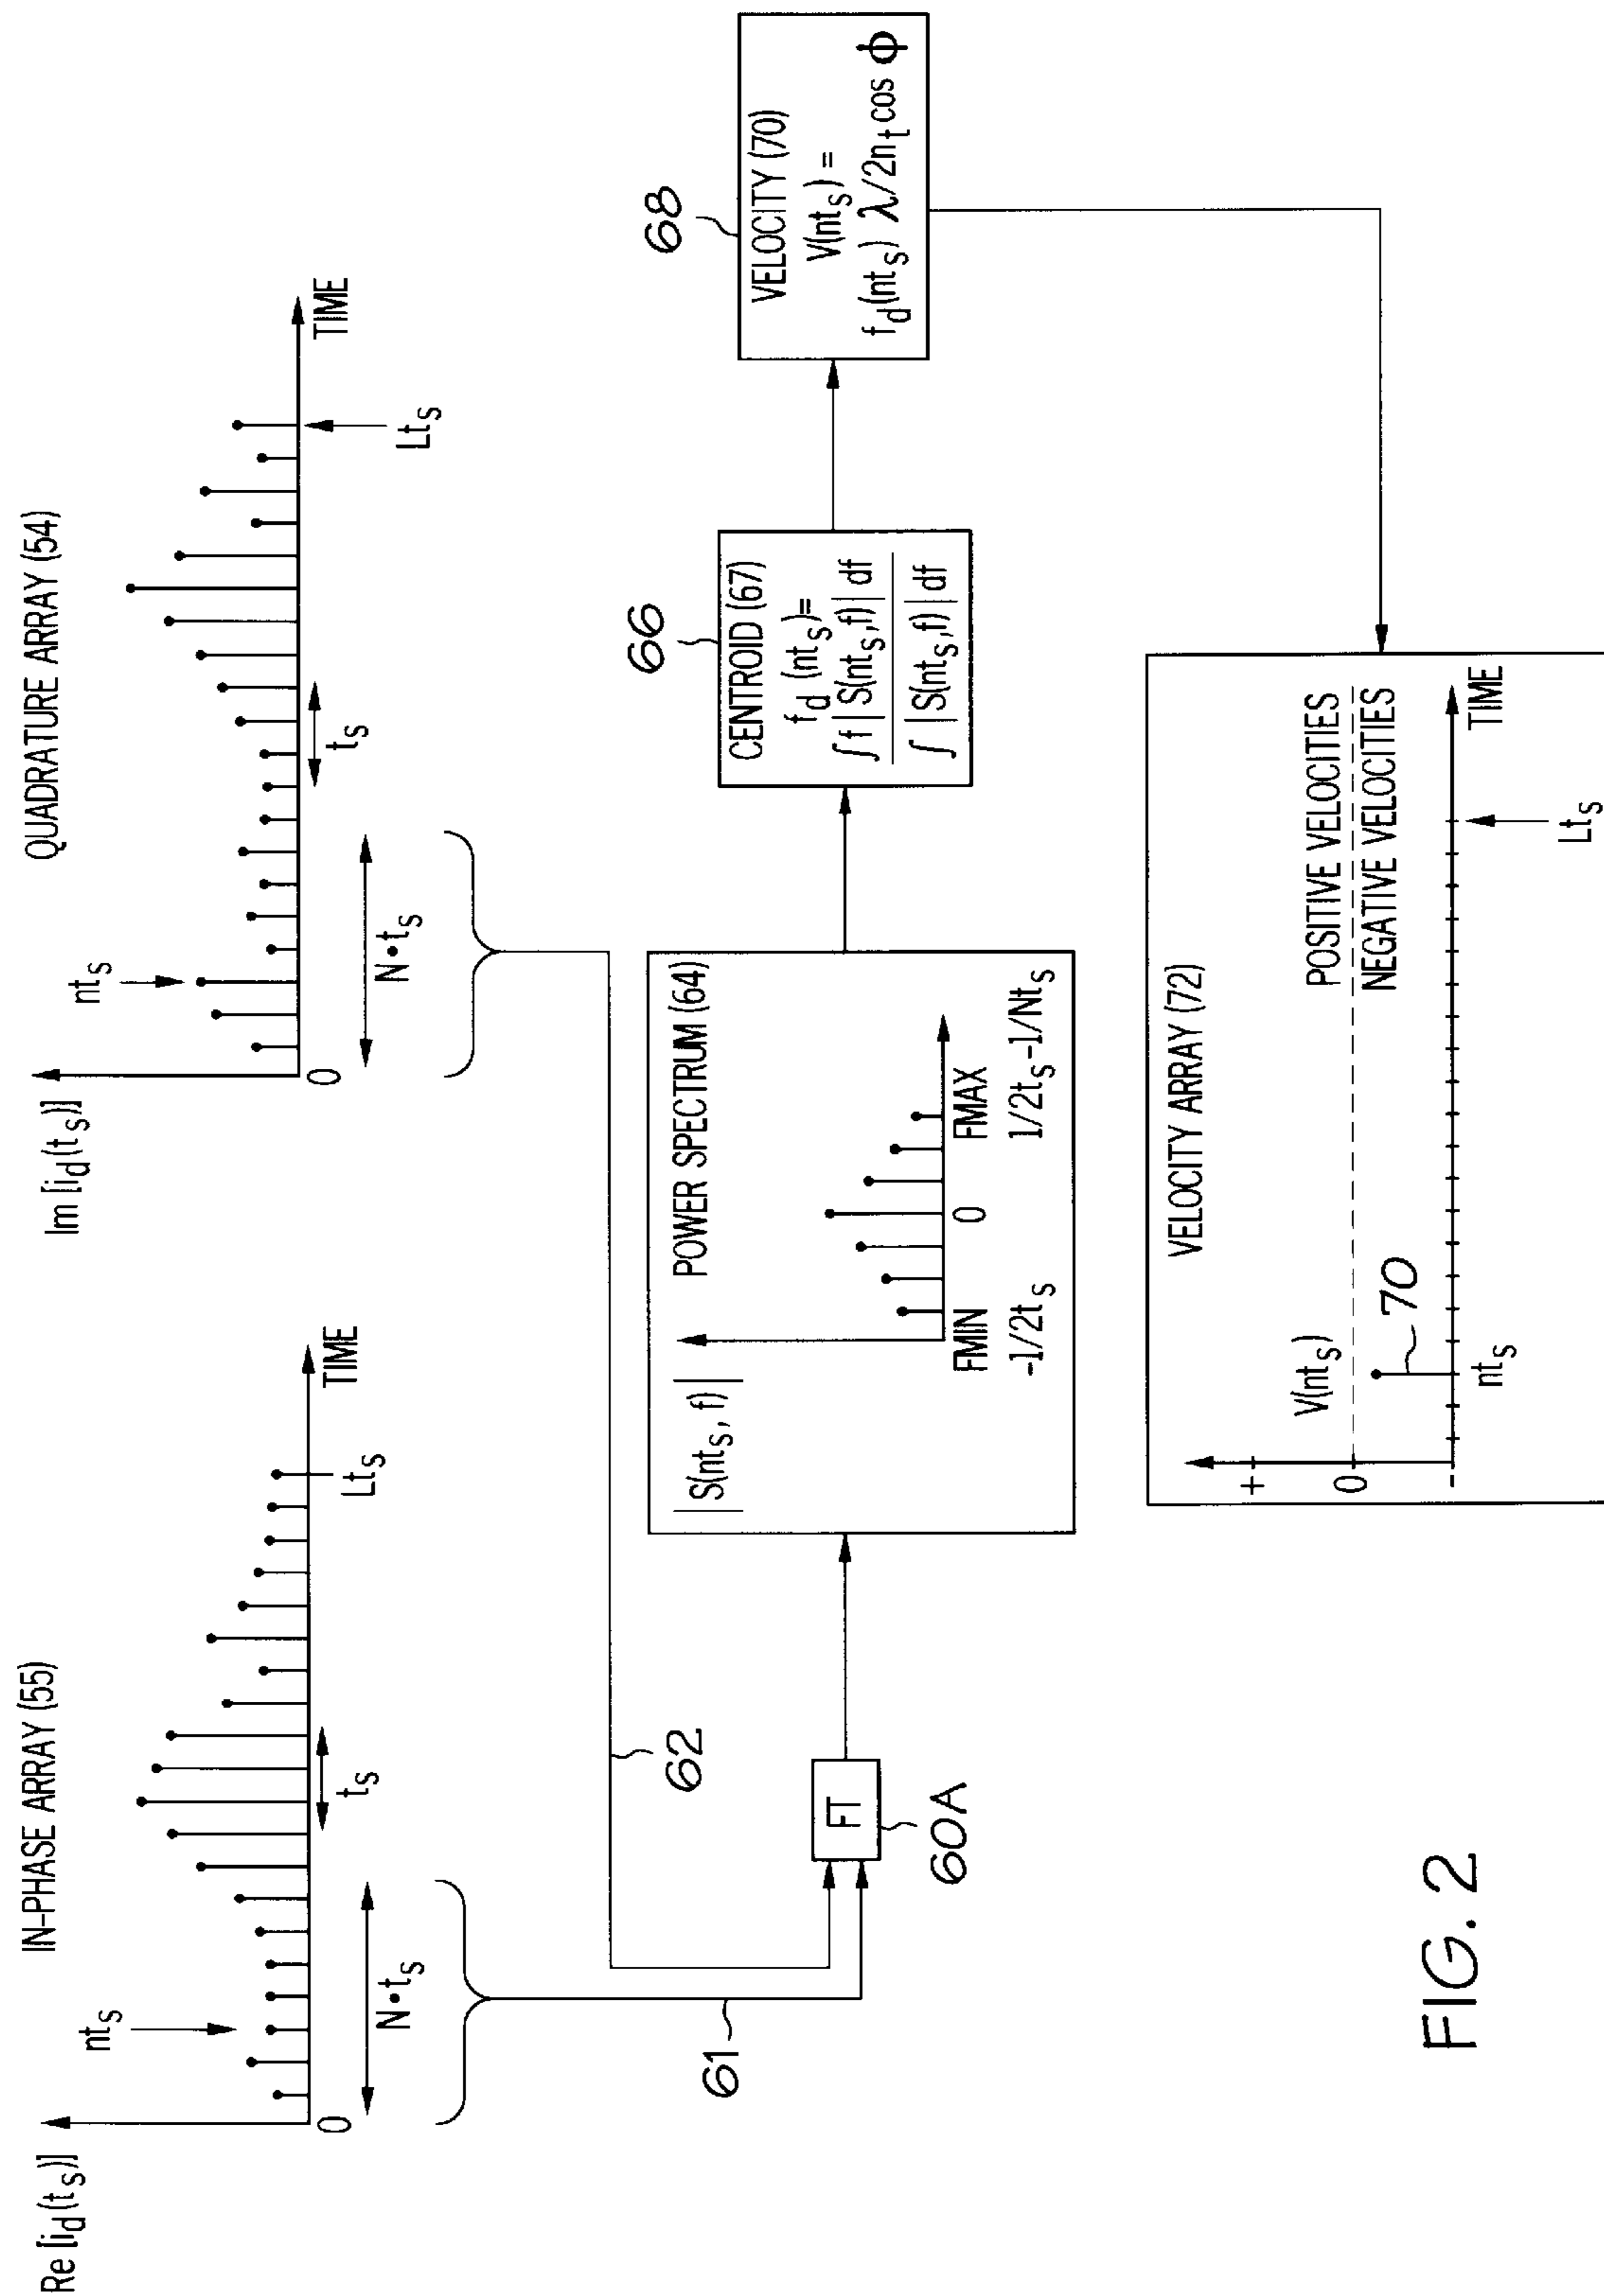 IN-PHASE ARRAY (55)
Re [i_d(t_s)]
nt_s
0
N•t_s
t_s
Lt_s
TIME
QUADRATURE ARRAY (54)
Im [i_d(t_s)]
nt_s
0
N•t_s
t_s
Lt_s
TIME
61
62
FT
60A
POWER SPECTRUM (64)
|S(nt_s, f)|
FMIN
0
FMAX
-1/2t_s
1/2t_s-1/Nt_s
66
CENTROID (67)
f_d (nt_s)=
∫f|S(nt_s,f)|df
∫|S(nt_s,f)|df
68
VELOCITY (70)
V(nt_s) =
f_d(nt_s) λ/2n_t cos ϕ
VELOCITY ARRAY (72)
+
V(nt_s)
POSITIVE VELOCITIES
0
NEGATIVE VELOCITIES
70
-
TIME
nt_s
Lt_s
FIG. 2